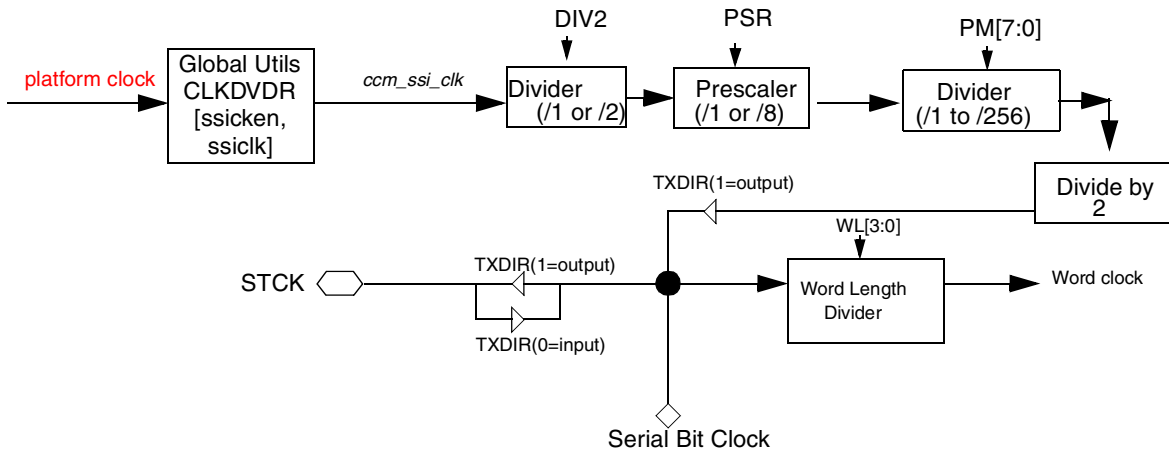 DIV2
PSR
PM[7:0]
platform clock
Global Utils
CLKDVDR
[ssicken,
ssiclk]
ccm_ssi_clk
Divider
(/1 or /2)
Prescaler
(/1 or /8)
Divider
(/1 to /256)
Divide by
2
TXDIR(1=output)
WL[3:0]
STCK
TXDIR(1=output)
TXDIR(0=input)
Word Length
Divider
Word clock
Serial Bit Clock